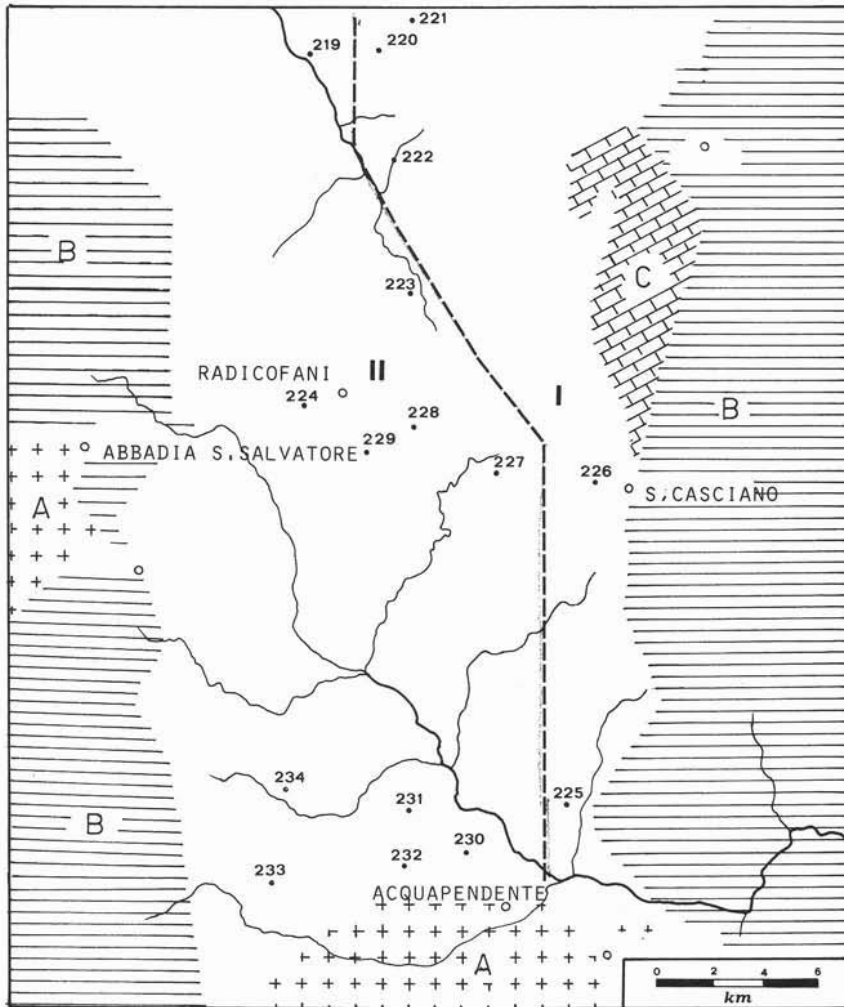 221
219
220
222
B
C
223
RADICOFANI
II
I
224
228
B
ABBADIA S.SALVATORE
229
227
226
S.CASCIANO
A
234
225
231
B
230
232
233
ACQUAPENDENTE
A
0 2 4 6
km